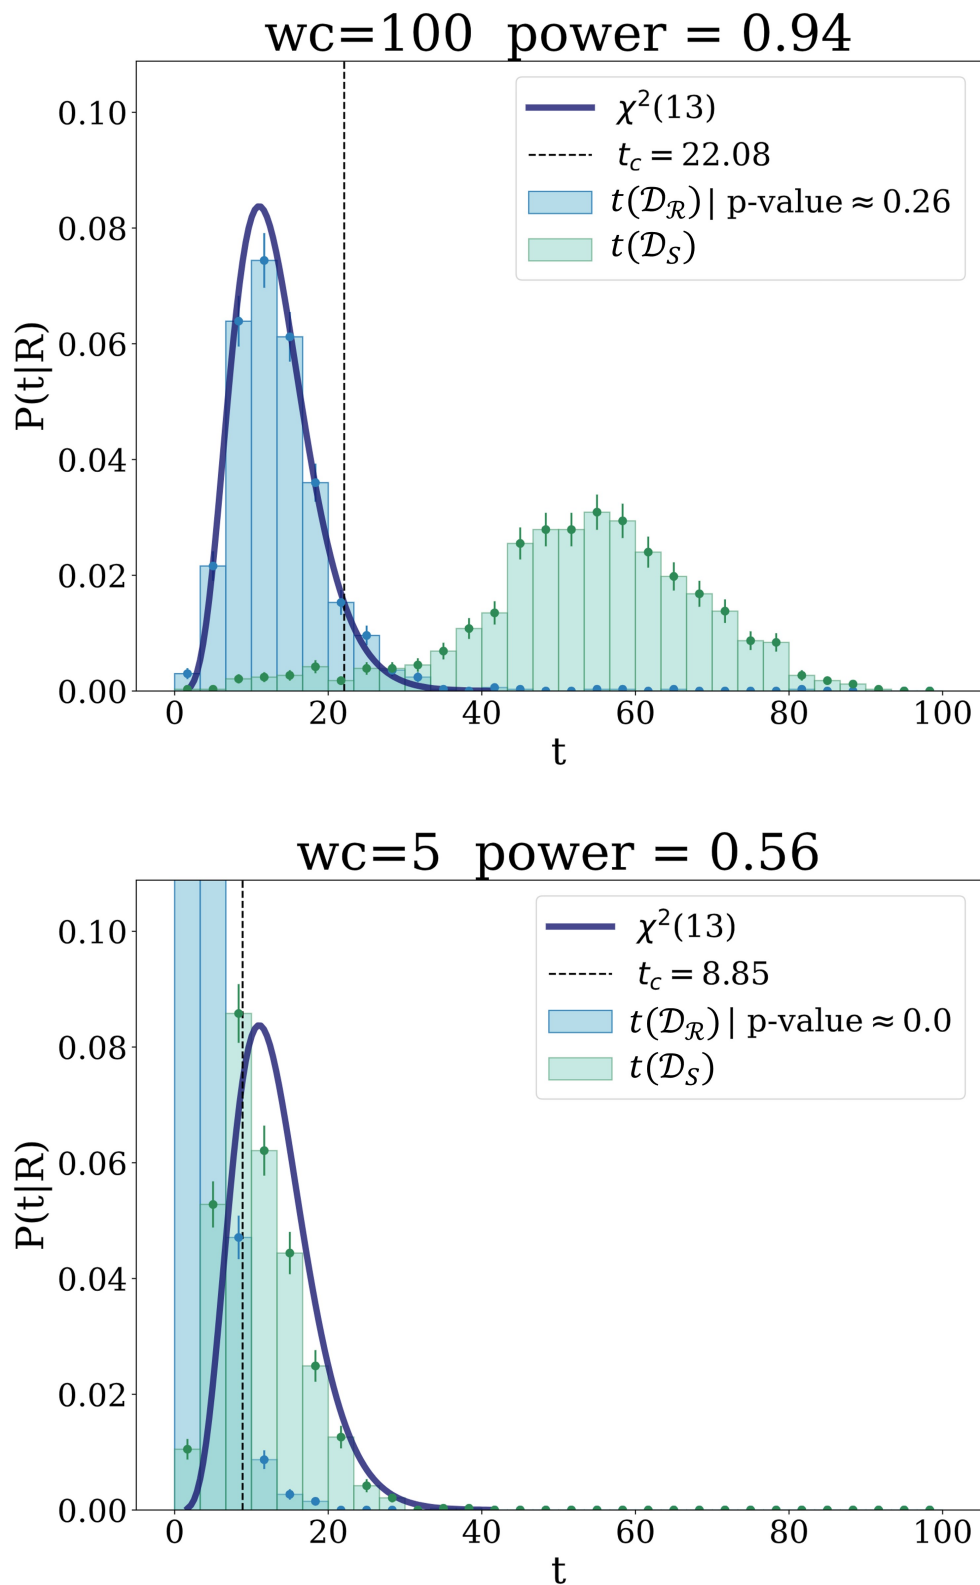 wc=100 power = 0.94
χ²(13)
t_c = 22.08
t(𝒟_ℛ) | p-value ≈ 0.26
t(𝒟_S)
P(t|R)
0.10
0.08
0.06
0.04
0.02
0.00
0 20 40 60 80 100
t
wc=5 power = 0.56
χ²(13)
t_c = 8.85
t(𝒟_ℛ) | p-value ≈ 0.0
t(𝒟_S)
P(t|R)
0.10
0.08
0.06
0.04
0.02
0.00
0 20 40 60 80 100
t